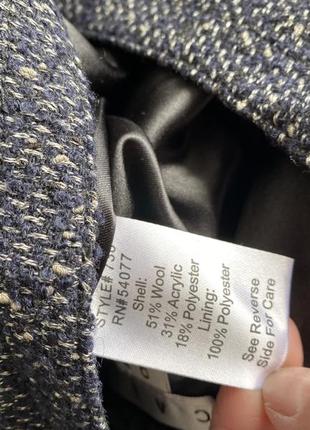 STYLE#
RN#54077
Shell:
51% Wool
31% Acrylic
18% Polyester
Lining:
100% Polyester
See Reverse
Side For Care